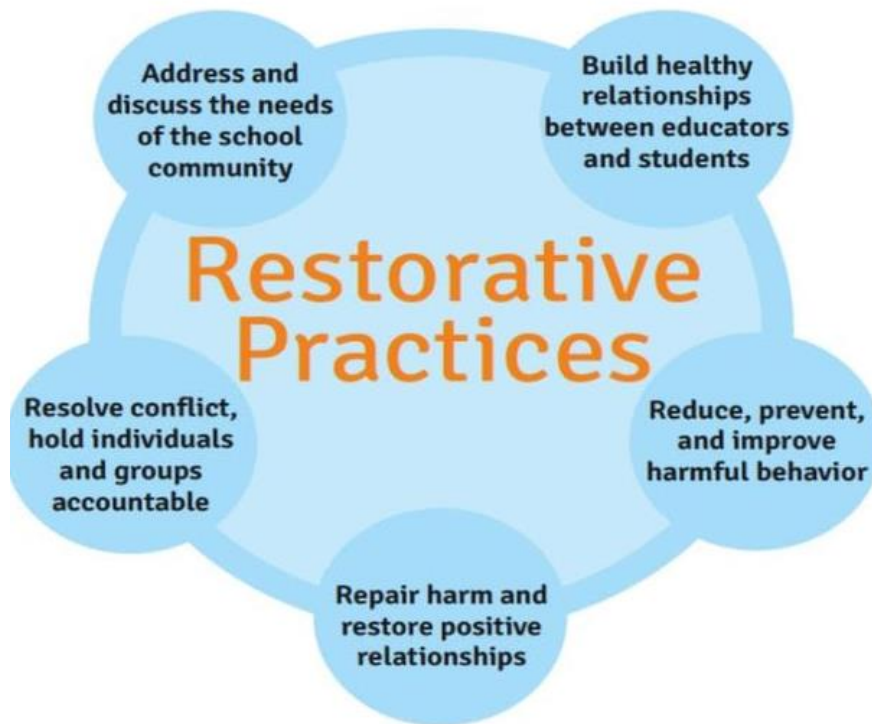 Address and
discuss the needs
of the school
community
Build healthy
relationships
between educators
and students
Restorative
Practices
Resolve conflict,
hold individuals
and groups
accountable
Reduce, prevent,
and improve
harmful behavior
Repair harm and
restore positive
relationships